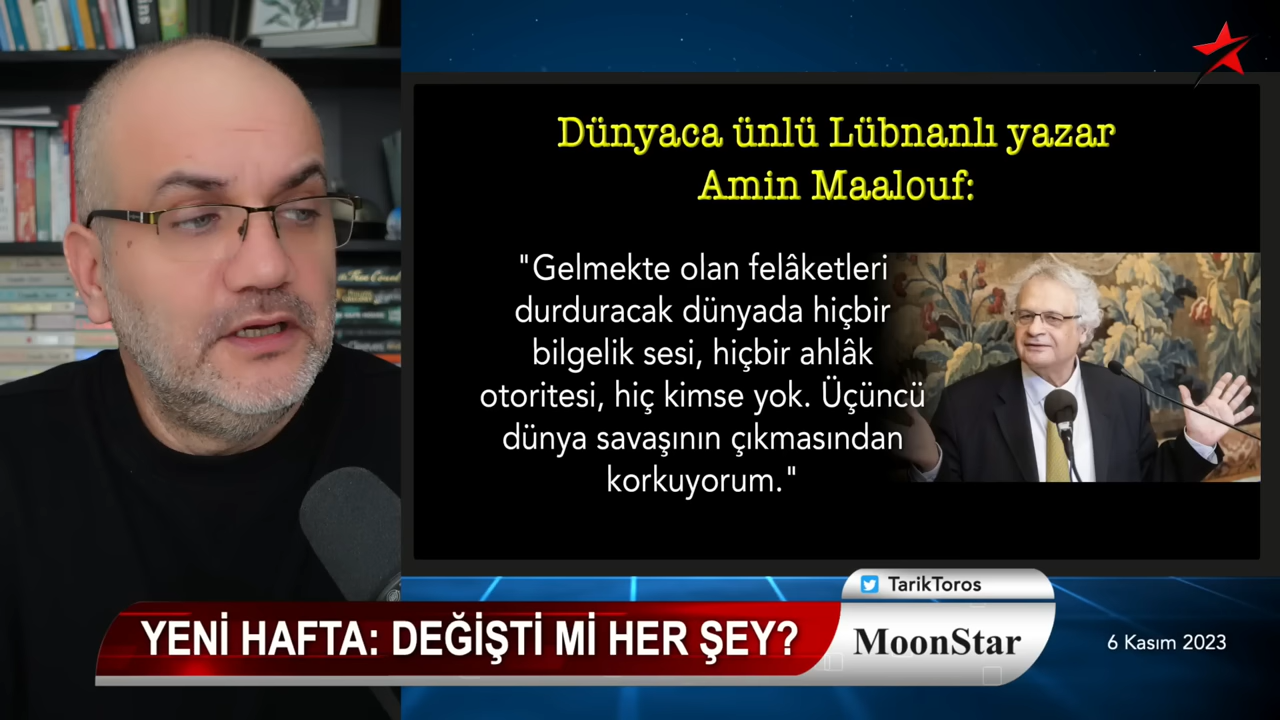 Dünyaca ünlü Lübnanlı yazar
Amin Maalouf:
"Gelmekte olan felâketleri
durduracak dünyada hiçbir
bilgelik sesi, hiçbir ahlâk
otoritesi, hiç kimse yok. Üçüncü
dünya savaşının çıkmasından
korkuyorum."
TarikToros
YENİ HAFTA: DEĞİŞTİ Mİ HER ŞEY?
MoonStar
6 Kasım 2023